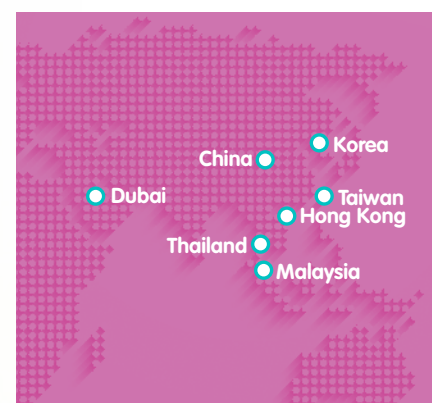 Korea
China
Dubai
Taiwan
Hong Kong
Thailand
Malaysia